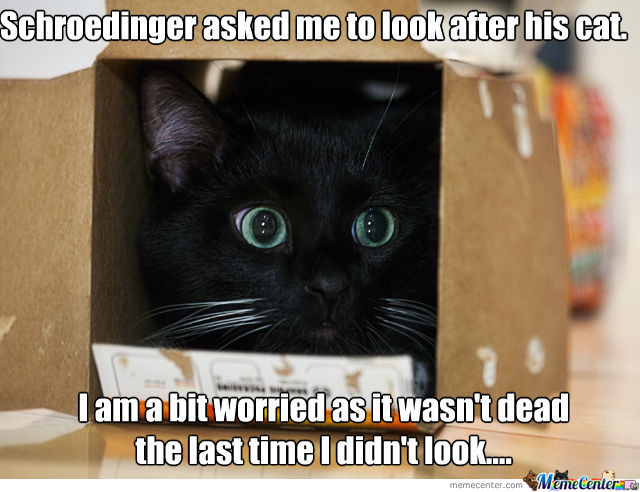 Schroedinger asked me to look after his cat.
I am a bit worried as it wasn't dead
the last time I didn't look....
memecenter.com MemeCenter